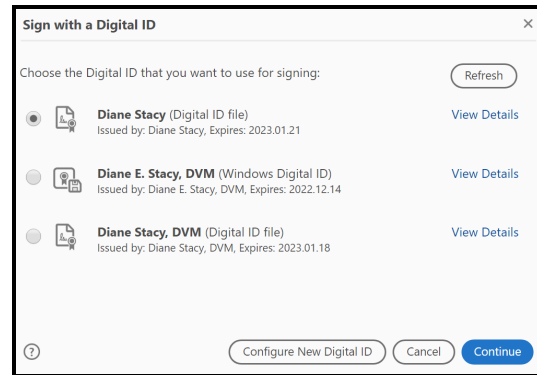 Sign with a Digital ID
Choose the Digital ID that you want to use for signing:
Refresh
Diane Stacy (Digital ID file)
View Details
Issued by: Diane Stacy, Expires: 2023.01.21
Diane E. Stacy, DVM (Windows Digital ID)
View Details
Issued by: Diane E. Stacy, DVM, Expires: 2022.12.14
Diane Stacy, DVM (Digital ID file)
View Details
Issued by: Diane Stacy, DVM, Expires: 2023.01.18
?
Configure New Digital ID
Cancel
Continue